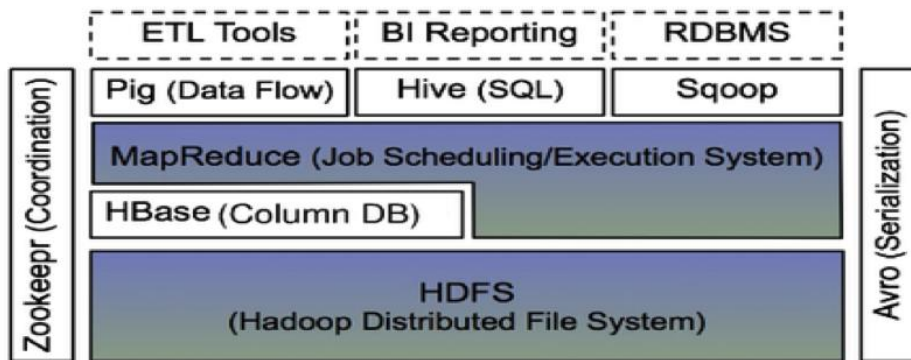 ETL Tools
BI Reporting
RDBMS
Pig (Data Flow)
Hive (SQL)
Sqoop
MapReduce (Job Scheduling/Execution System)
HBase (Column DB)
HDFS
(Hadoop Distributed File System)
Zookeepr (Coordination)
Avro (Serialization)